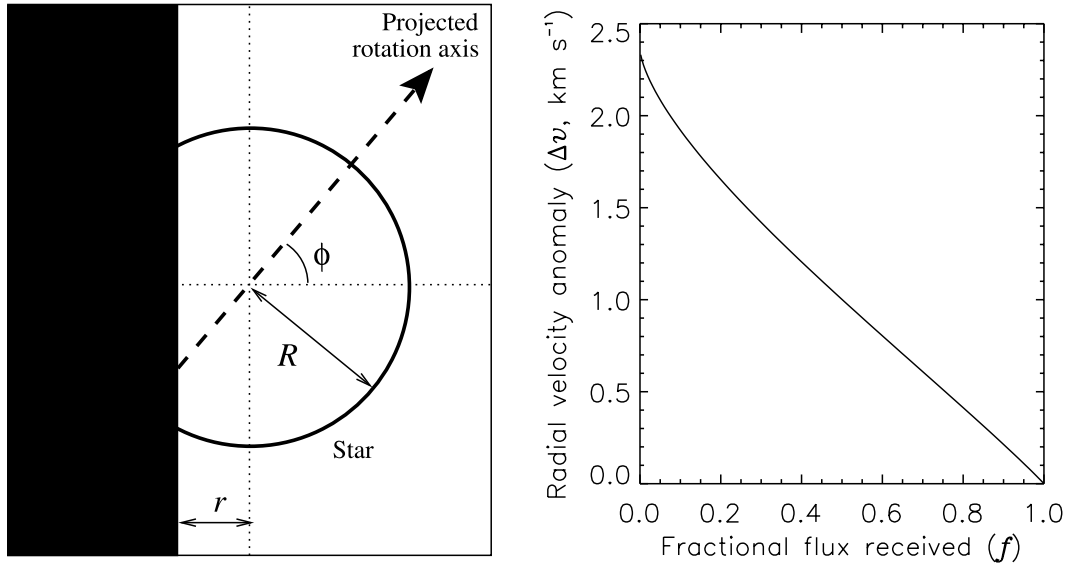 Projected
rotation axis
ϕ
R
Star
r
Radial velocity anomaly (Δv, km s⁻¹)
2.5
2.0
1.5
1.0
0.5
0.0
0.0 0.2 0.4 0.6 0.8 1.0
Fractional flux received (f)